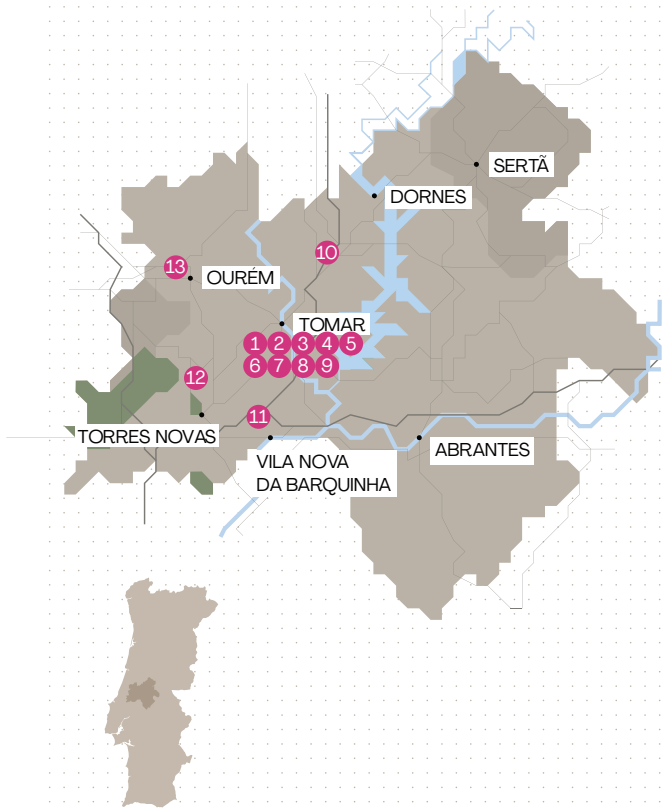 SERTÃ
DORNES
10
13
OURÉM
TOMAR
1 2 3 4 5
6 7 8 9
12
11
TORRES NOVAS
ABRANTES
VILA NOVA
DA BARQUINHA